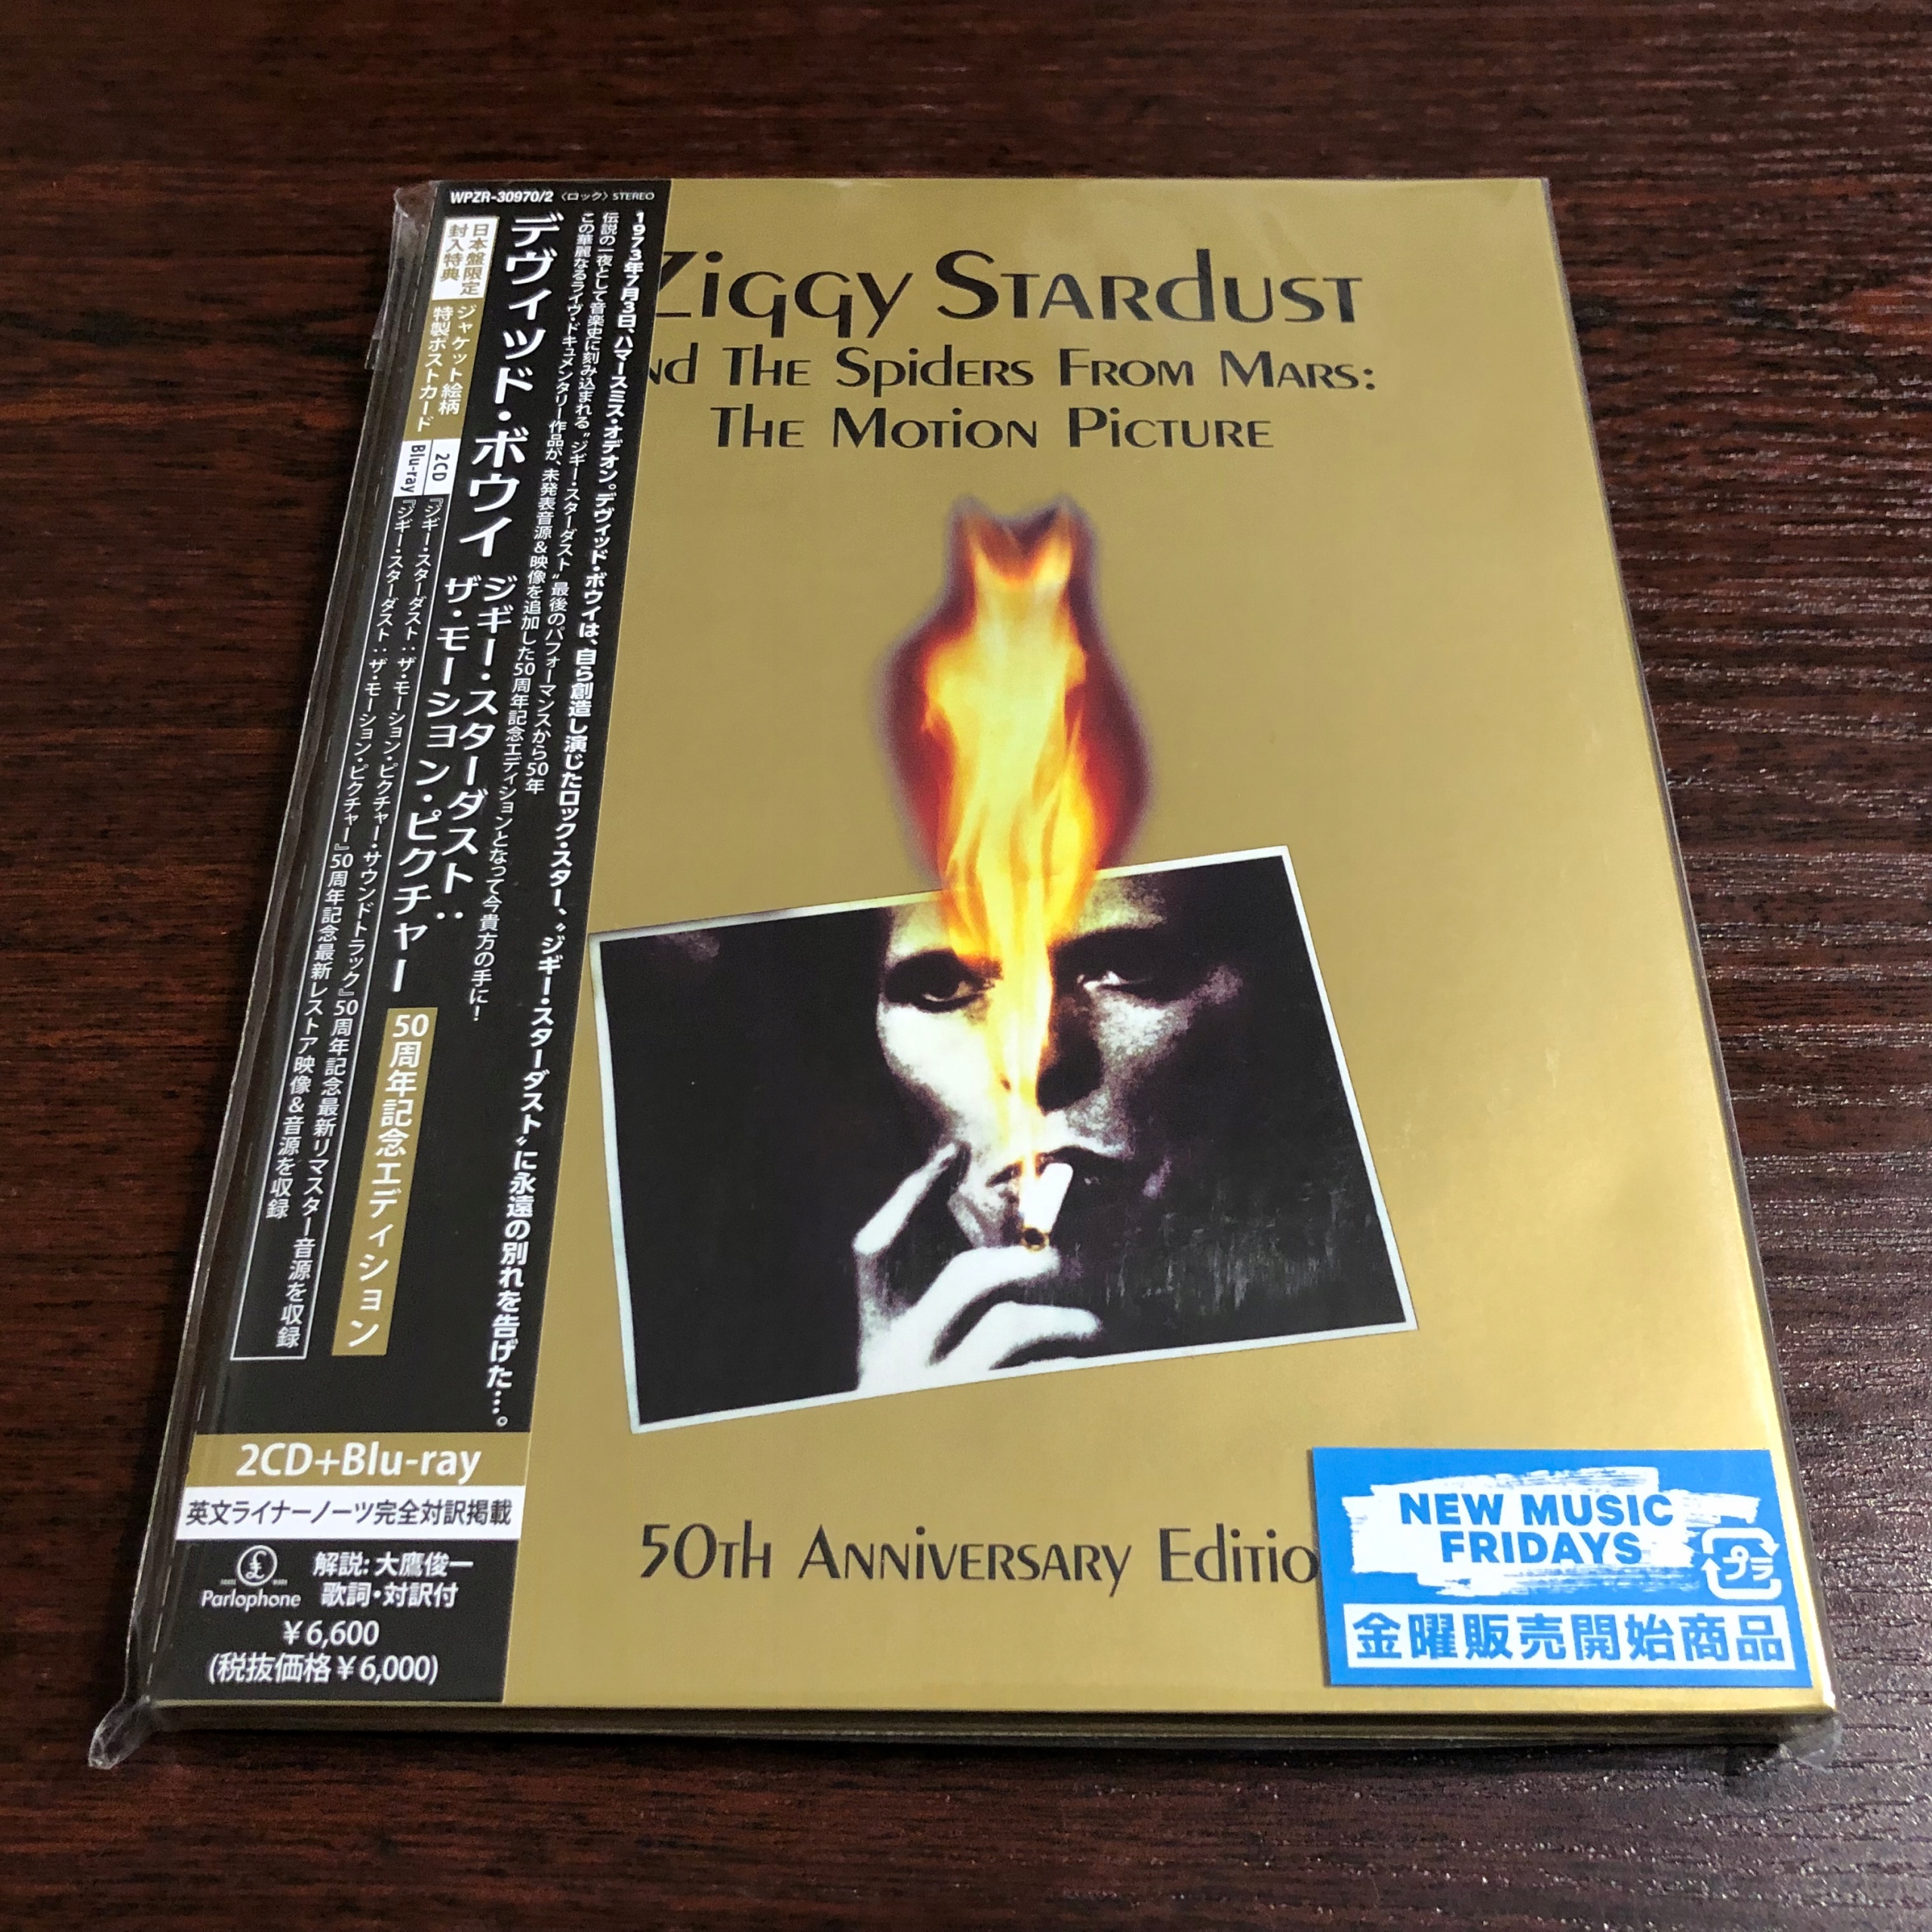 WPZR-30970/2 〈ロック〉 STEREO
1973年7月3日、ハマースミス・オデオン。デヴィッド・ボウイは、自ら創造し演じたロック・スター、“ジギー・スターダスト”に永遠の別れを告げた…。
伝説の一夜として音楽史に刻み込まれる“ジギー・スターダスト”最後のパフォーマンスから50年
この華麗なるライヴ・ドキュメンタリー作品が、未発表音源&映像を追加した50周年記念エディションとなって今貴方の手に!
デヴィッド・ボウイ
ジギー・スターダスト:
ザ・モーション・ピクチャー
50周年記念エディション
日本盤限定
封入特典
ジャケット絵柄
特製ポストカード
2CD
『ジギー・スターダスト:ザ・モーション・ピクチャー・サウンドトラック』50周年記念最新リマスター音源を収録
Blu-ray
『ジギー・スターダスト:ザ・モーション・ピクチャー』50周年記念最新レストア映像&音源を収録
2CD+Blu-ray
英文ライナーノーツ完全対訳掲載
£
Parlophone
解説:大鷹俊一
歌詞・対訳付
¥6,600
(税抜価格¥6,000)
Ziggy Stardust
nd The Spiders From Mars:
The Motion Picture
50th Anniversary Editio
NEW MUSIC
FRIDAYS
プラ
金曜販売開始商品